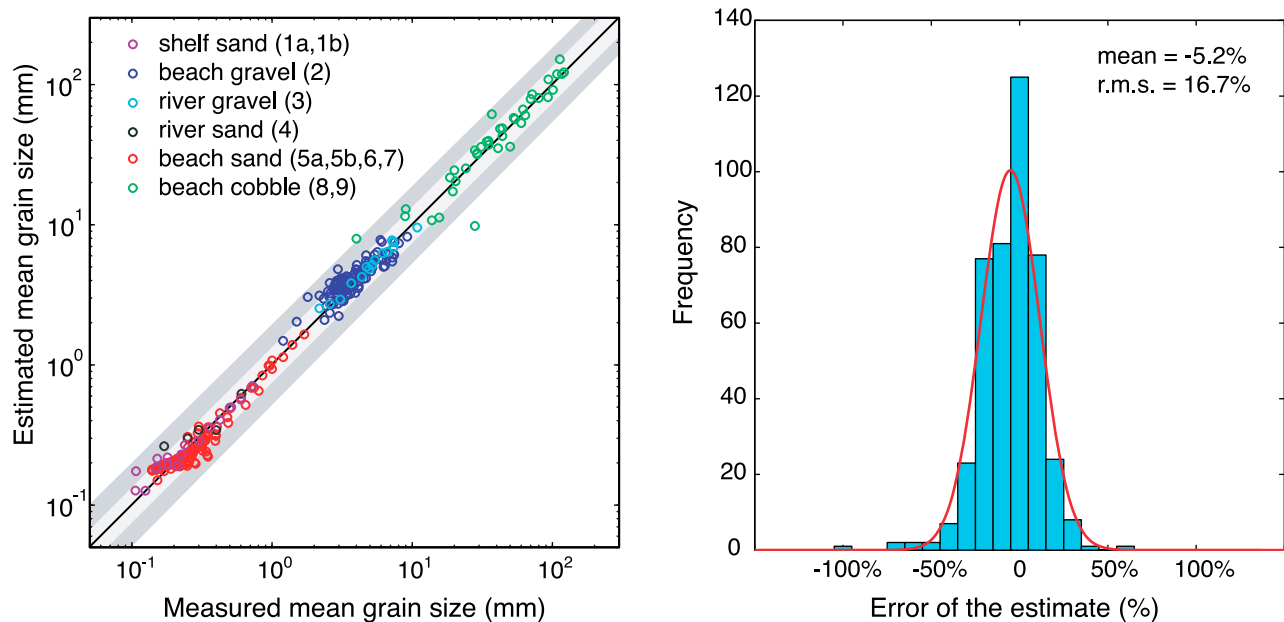 shelf sand (1a,1b)
beach gravel (2)
river gravel (3)
river sand (4)
beach sand (5a,5b,6,7)
beach cobble (8,9)
Estimated mean grain size (mm)
10^2
10^1
10^0
10^-1
10^-1 10^0 10^1 10^2
Measured mean grain size (mm)
mean = -5.2%
r.m.s. = 16.7%
Frequency
140
120
100
80
60
40
20
0
-100% -50% 0 50% 100%
Error of the estimate (%)